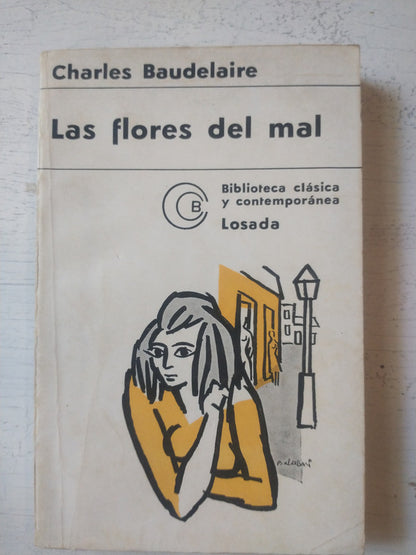 Charles Baudelaire
Las flores del mal
B
Biblioteca clásica
y contemporánea
Losada